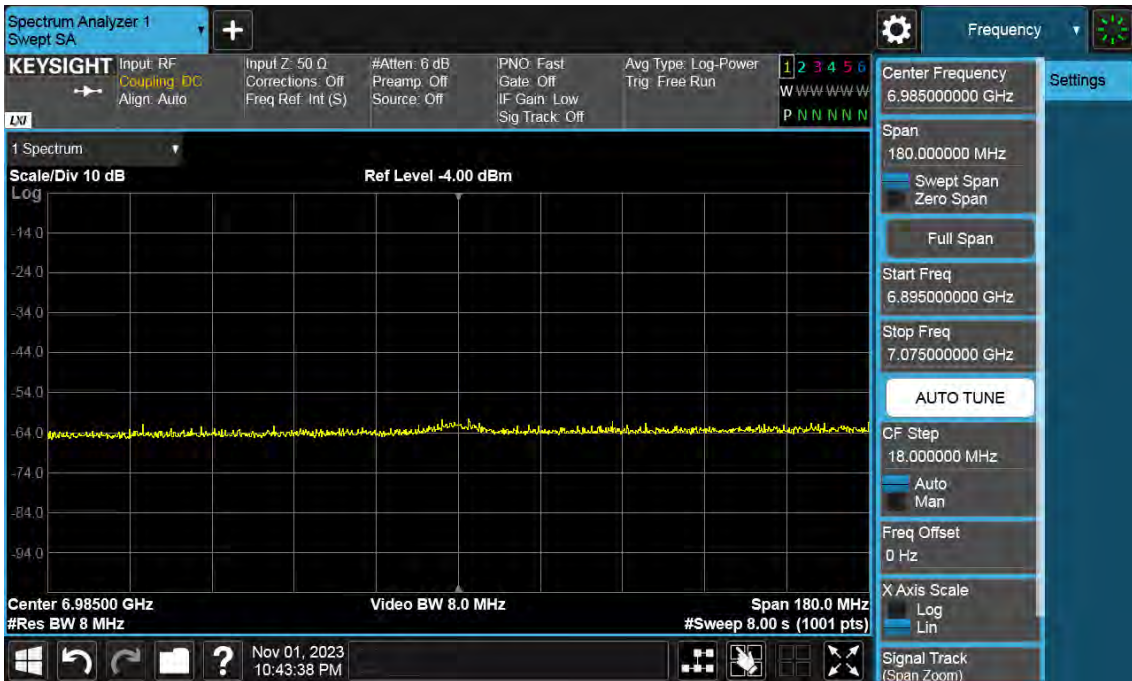 Spectrum Analyzer 1
Swept SA
+
Frequency
KEYSIGHT
LXI
Input: RF
Coupling: DC
Align: Auto
Input Z: 50 Ω
Corrections: Off
Freq Ref: Int (S)
#Atten: 6 dB
Preamp: Off
Source: Off
PNO: Fast
Gate: Off
IF Gain: Low
Sig Track: Off
Avg Type: Log-Power
Trig: Free Run
1 2 3 4 5 6
W W W W W W
P N N N N N
1 Spectrum
Scale/Div 10 dB
Ref Level -4.00 dBm
Log
-14.0
-24.0
-34.0
-44.0
-54.0
-64.0
-74.0
-84.0
-94.0
Center 6.98500 GHz
Video BW 8.0 MHz
Span 180.0 MHz
#Res BW 8 MHz
#Sweep 8.00 s (1001 pts)
Center Frequency
6.985000000 GHz
Span
180.000000 MHz
Swept Span
Zero Span
Full Span
Start Freq
6.895000000 GHz
Stop Freq
7.075000000 GHz
AUTO TUNE
CF Step
18.000000 MHz
Auto
Man
Freq Offset
0 Hz
X Axis Scale
Log
Lin
Signal Track
(Span Zoom)
Settings
?
Nov 01, 2023
10:43:38 PM